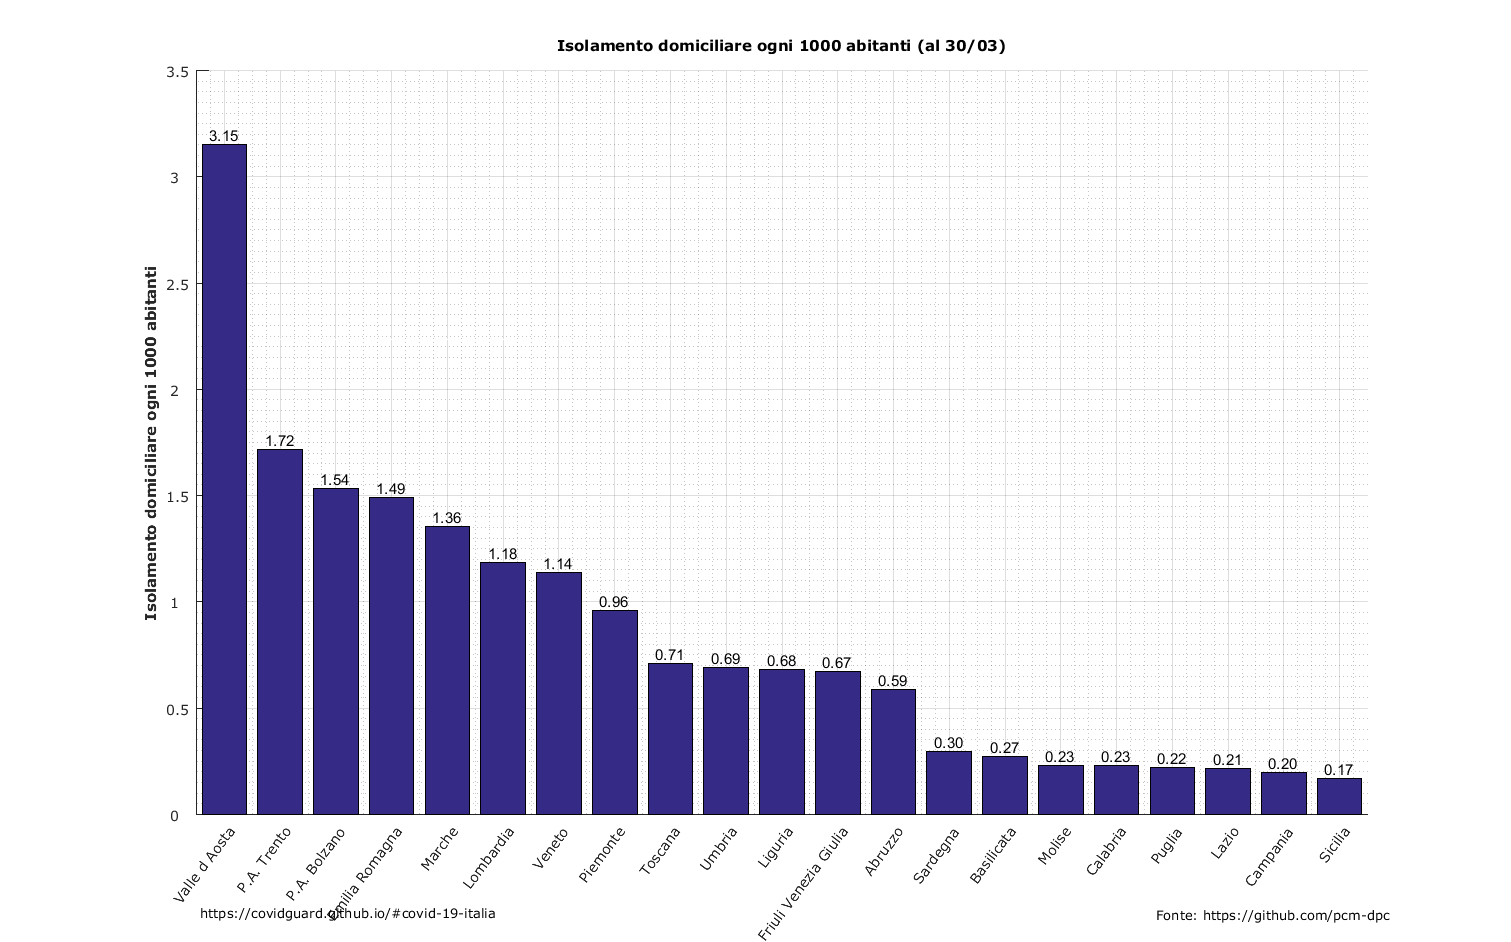 Isolamento domiciliare ogni 1000 abitanti (al 30/03)
Isolamento domiciliare ogni 1000 abitanti
3.5
3
2.5
2
1.5
1
0.5
0
3.15
1.72
1.54
1.49
1.36
1.18
1.14
0.96
0.71
0.69
0.68
0.67
0.59
0.30
0.27
0.23
0.23
0.22
0.21
0.20
0.17
Valle d Aosta
P.A. Trento
P.A. Bolzano
Emilia Romagna
Marche
Lombardia
Veneto
Piemonte
Toscana
Umbria
Liguria
Friuli Venezia Giulia
Abruzzo
Sardegna
Basilicata
Molise
Calabria
Puglia
Lazio
Campania
Sicilia
https://covidguard.github.io/#covid-19-italia
Fonte: https://github.com/pcm-dpc